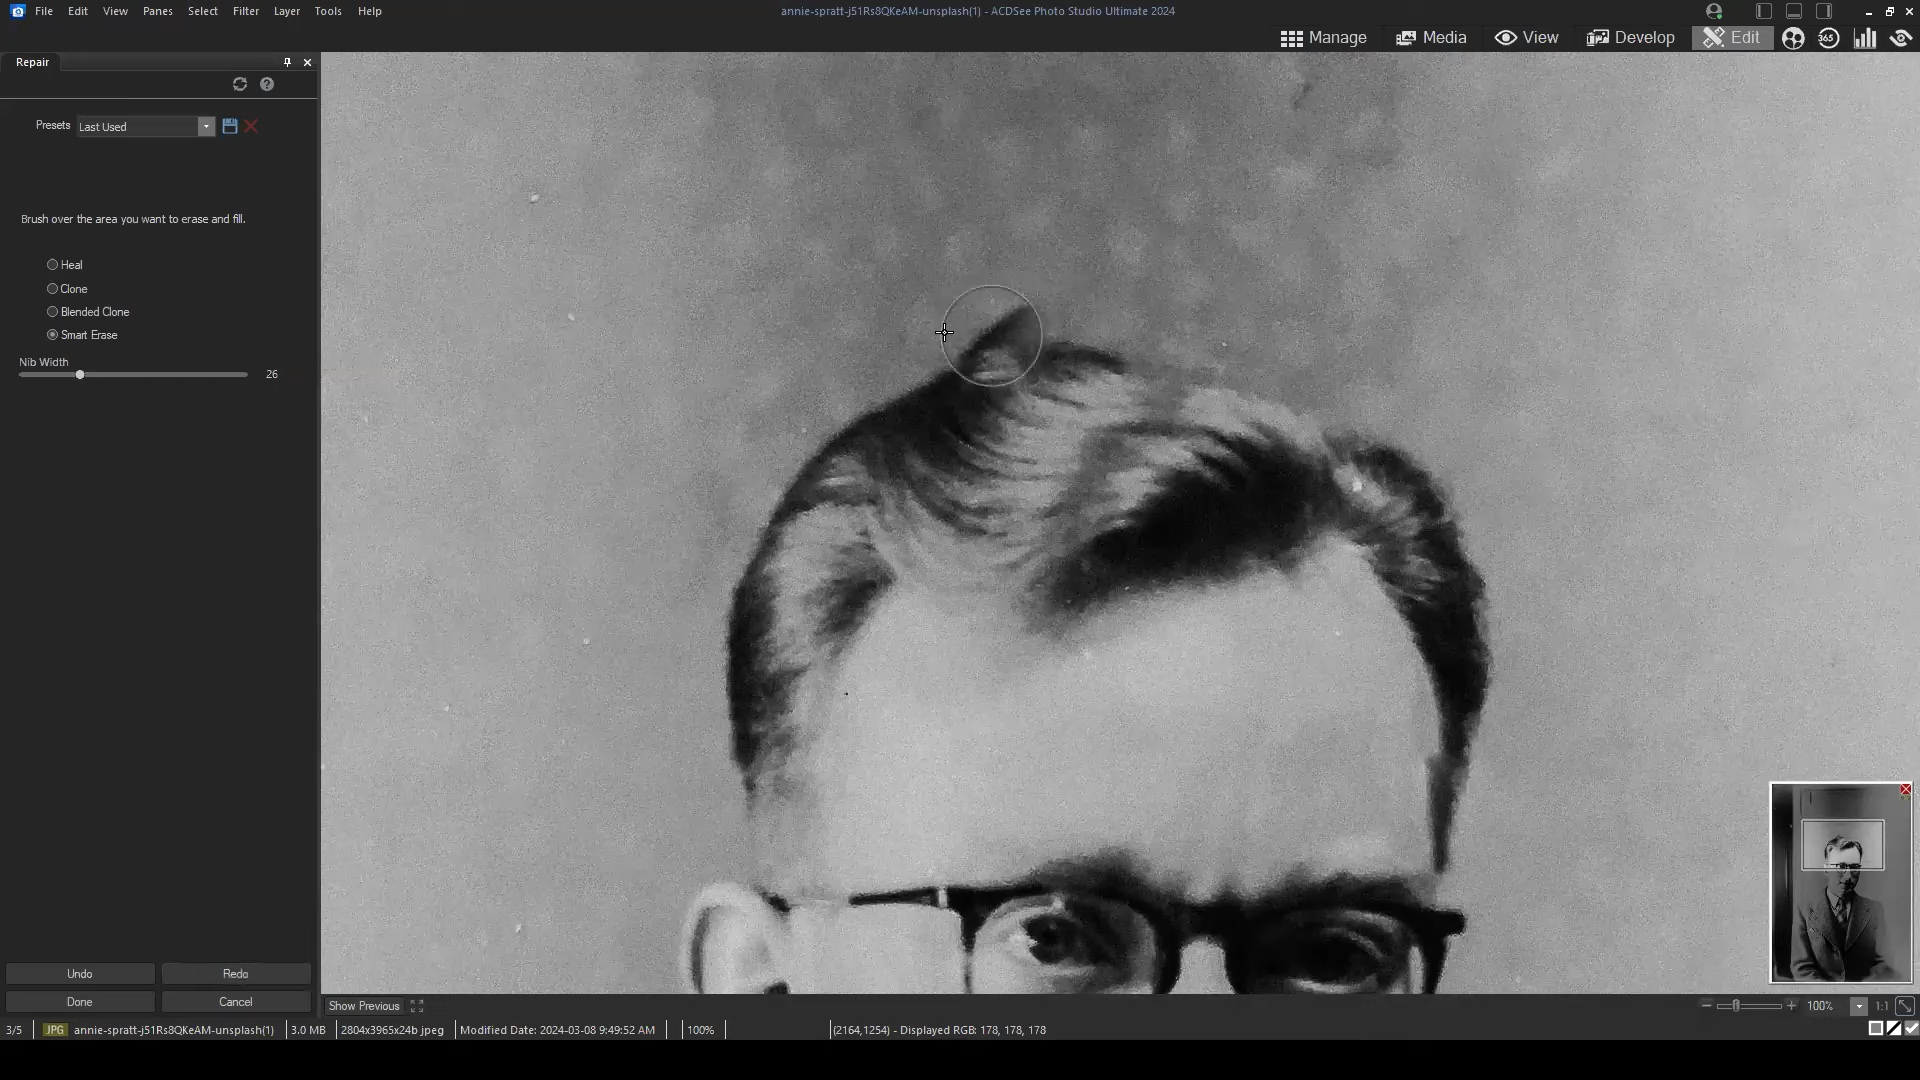 File Edit View Panes Select Filter Image Layer Tools Help
annie-spratt-j51Rs8QKeAM-unsplash(1) - ACDSee Photo Studio Ultimate 2024
Manage Media View Develop Edit 365
Repair
Presets Last Used
Brush over the area you want to erase and fill.
Heal
Clone
Blended Clone
Smart Erase
Nib Width
26
Undo Redo
Done Cancel
Show Previous
100% 1:1
3/5 JPG annie-spratt-j51Rs8QKeAM-unsplash(1) 3.0 MB 2804x3965x24b jpeg Modified Date: 2024-03-08 9:49:52 AM 100% (2164,1254) - Displayed RGB: 178, 178, 178